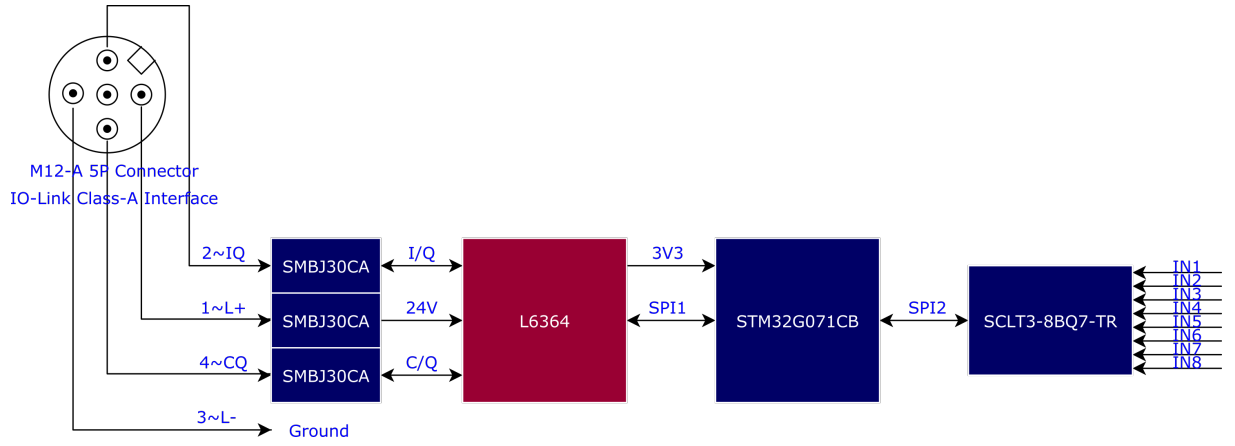 M12-A 5P Connector
IO-Link Class-A Interface
2~IQ
SMBJ30CA
I/Q
1~L+
SMBJ30CA
24V
4~CQ
SMBJ30CA
C/Q
3~L-
Ground
L6364
3V3
SPI1
STM32G071CB
SPI2
SCLT3-8BQ7-TR
IN1
IN2
IN3
IN4
IN5
IN6
IN7
IN8